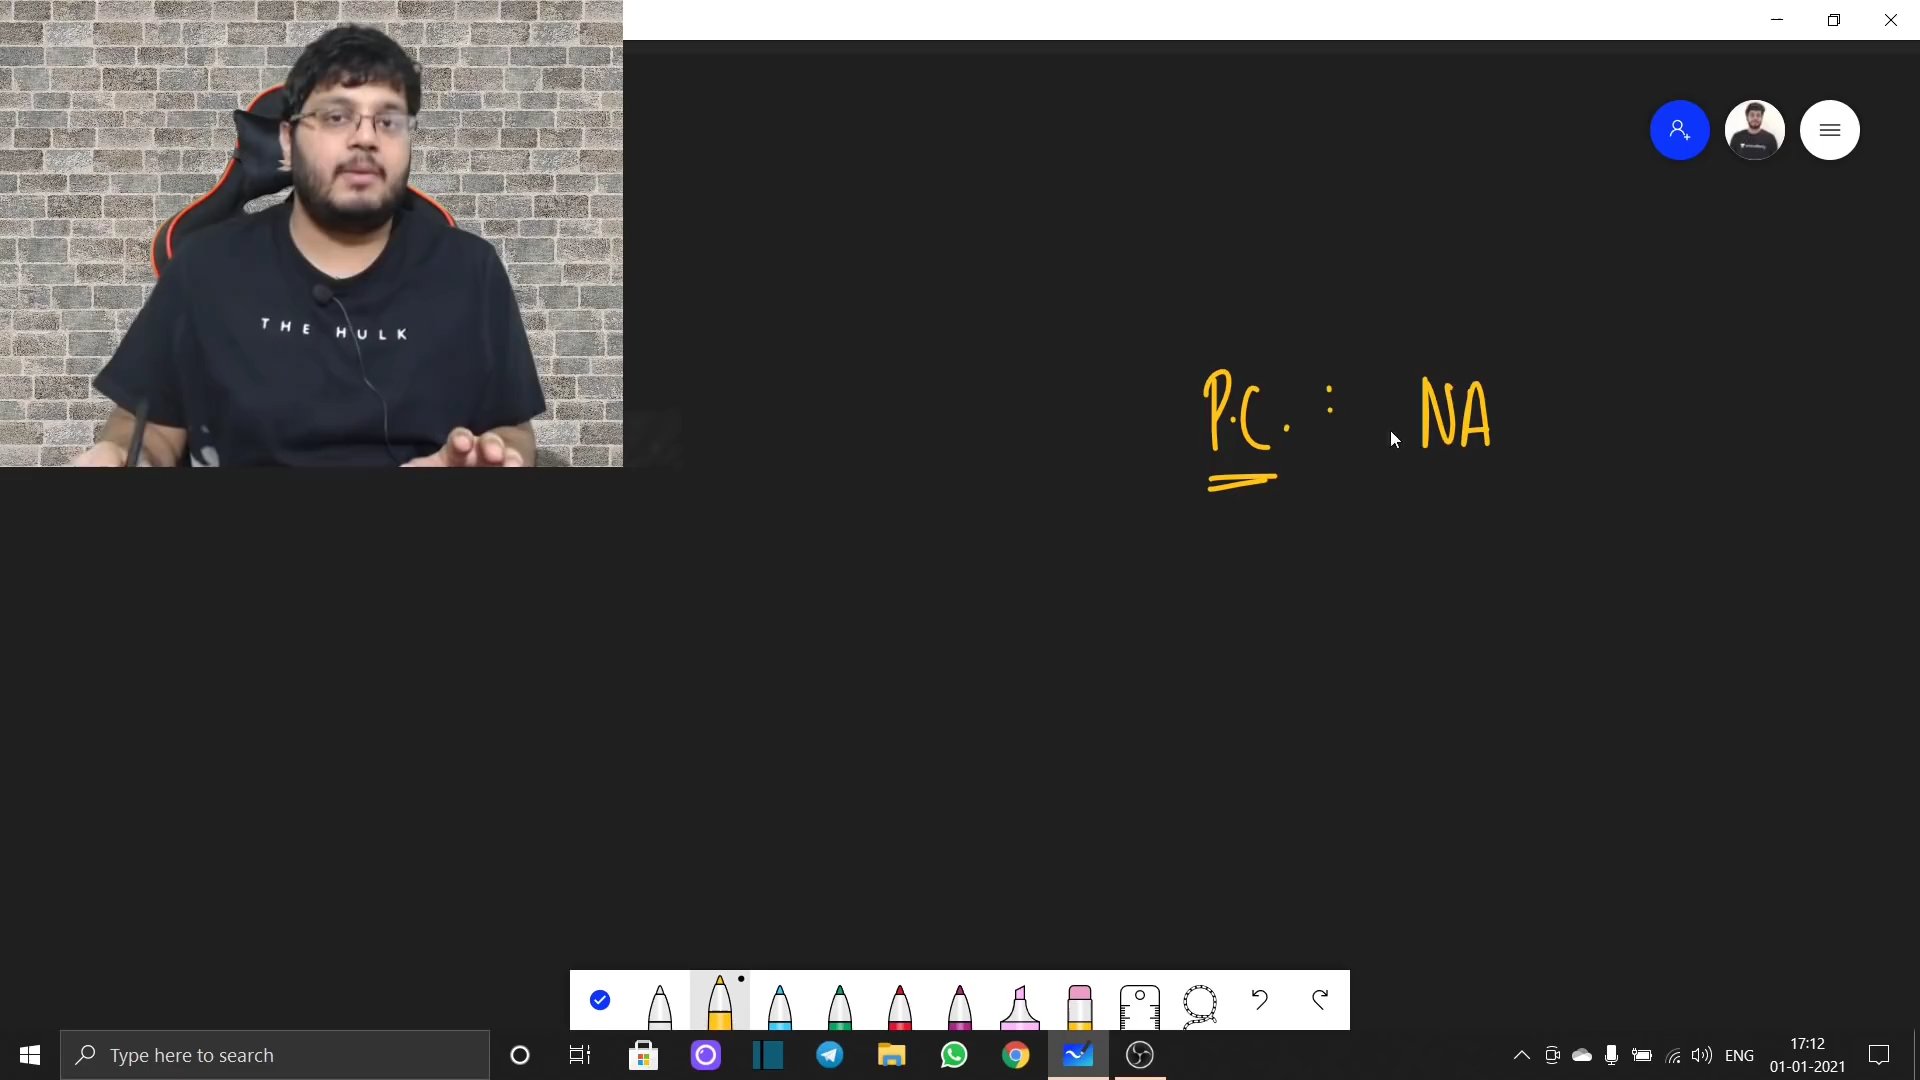 THE HULK
P.C. : NA
Type here to search
ENG
17:12
01-01-2021